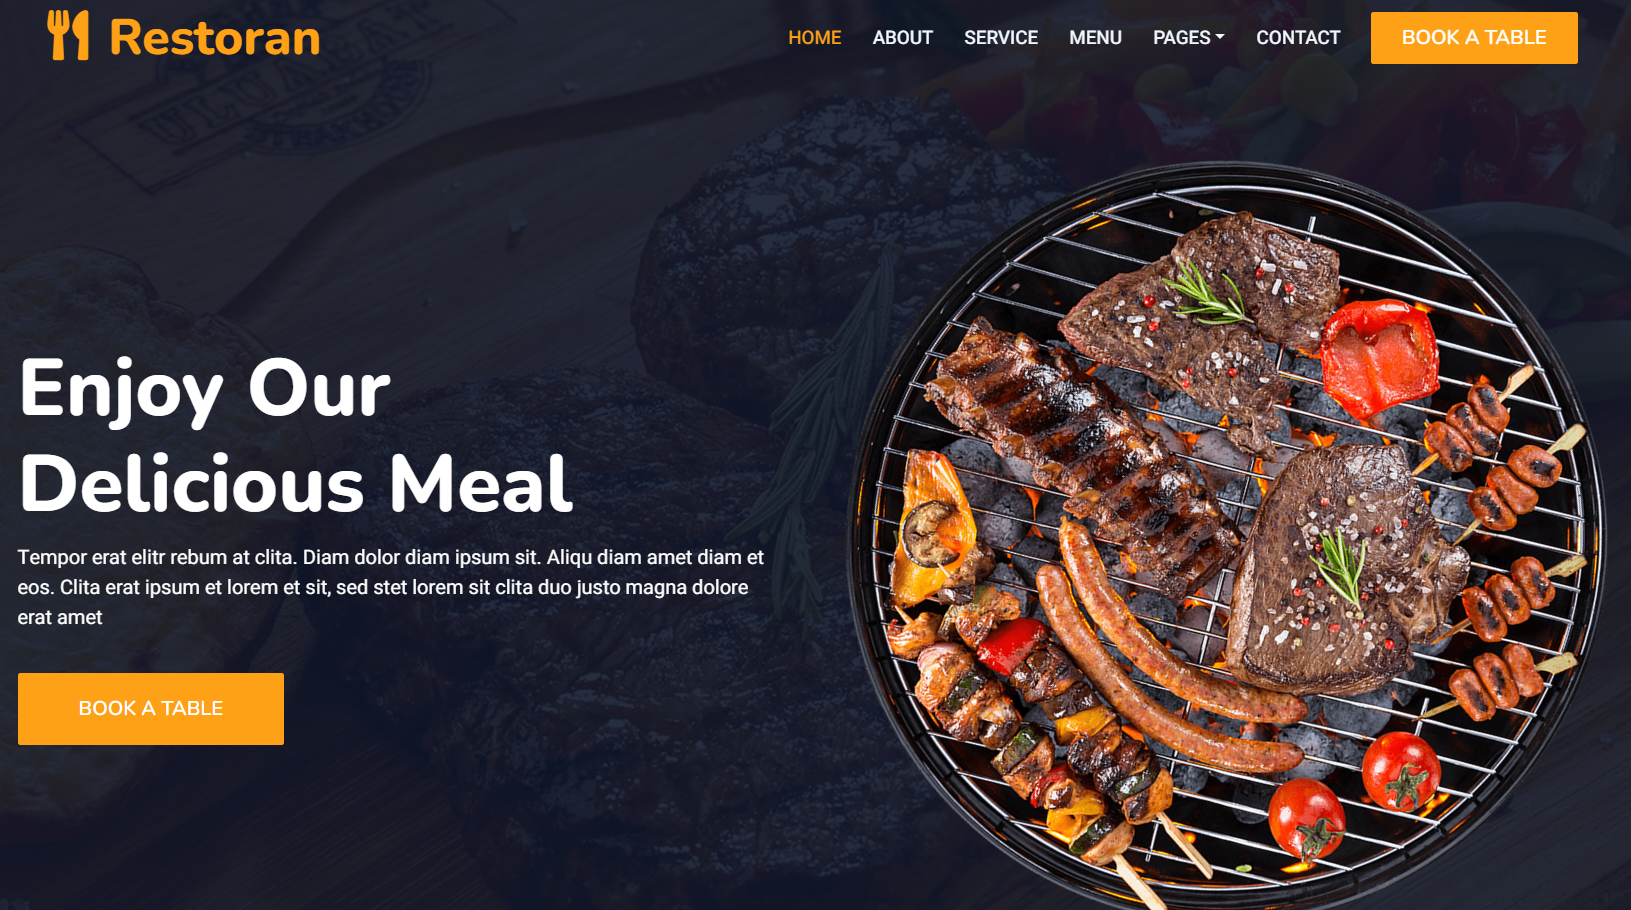 Restoran
HOME ABOUT SERVICE MENU PAGES CONTACT BOOK A TABLE
Enjoy Our
Delicious Meal
Tempor erat elitr rebum at clita. Diam dolor diam ipsum sit. Aliqu diam amet diam et
eos. Clita erat ipsum et lorem et sit, sed stet lorem sit clita duo justo magna dolore
erat amet
BOOK A TABLE